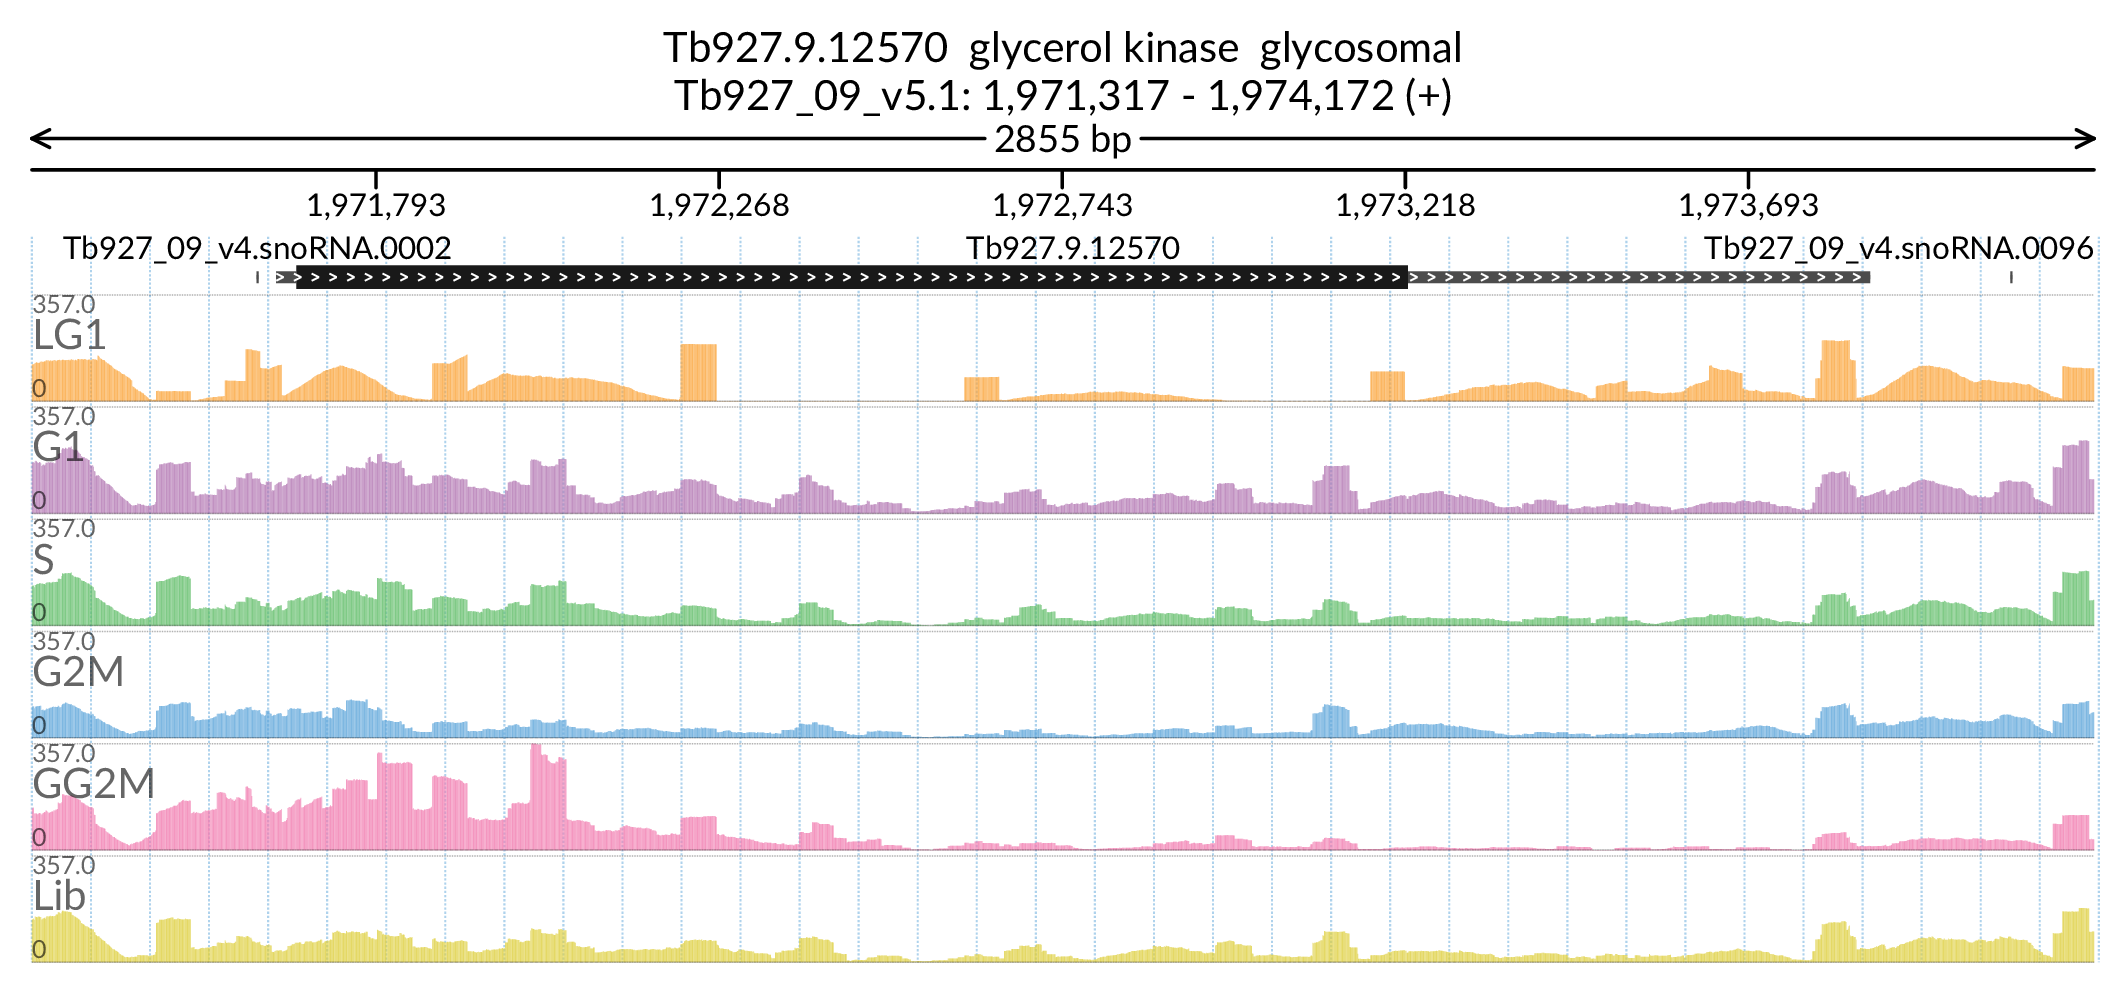 Tb927.9.12570  glycerol kinase  glycosomal
Tb927_09_v5.1: 1,971,317 - 1,974,172 (+)
2855 bp
1,971,793 1,972,268 1,972,743 1,973,218 1,973,693
Tb927_09_v4.snoRNA.0002 Tb927.9.12570 Tb927_09_v4.snoRNA.0096
357.0
LG1
0
357.0
G1
0
357.0
S
0
357.0
G2M
0
357.0
GG2M
0
357.0
Lib
0